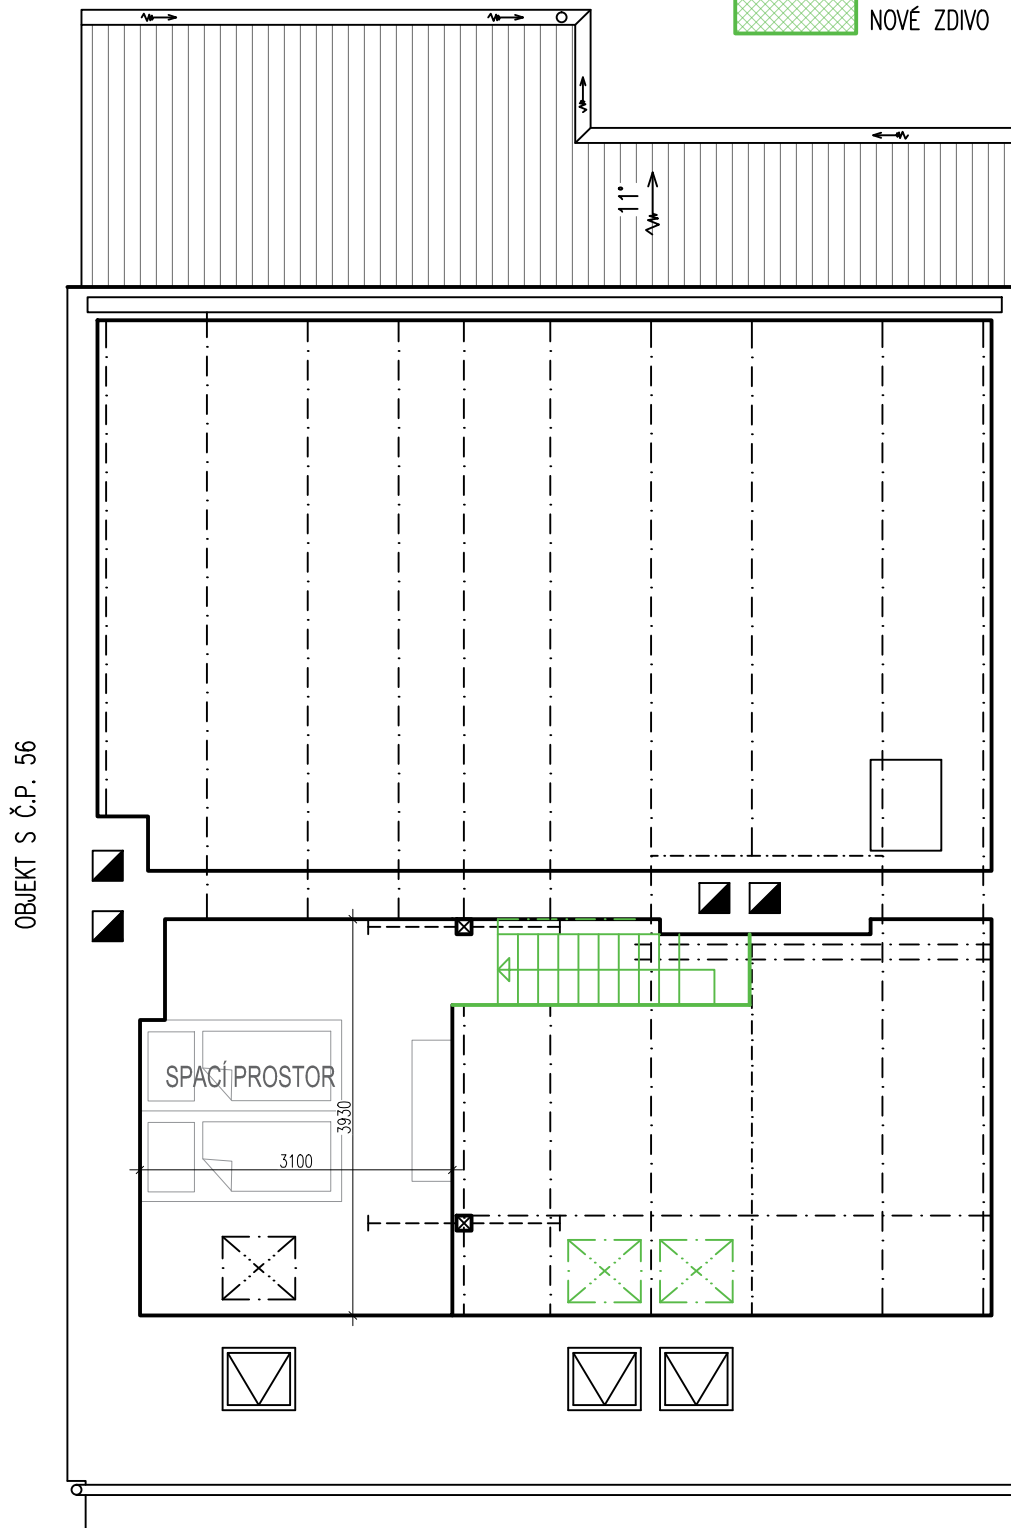 NOVÉ ZDIVO
11°
OBJEKT S Č.P. 56
SPACÍ PROSTOR
3930
3100